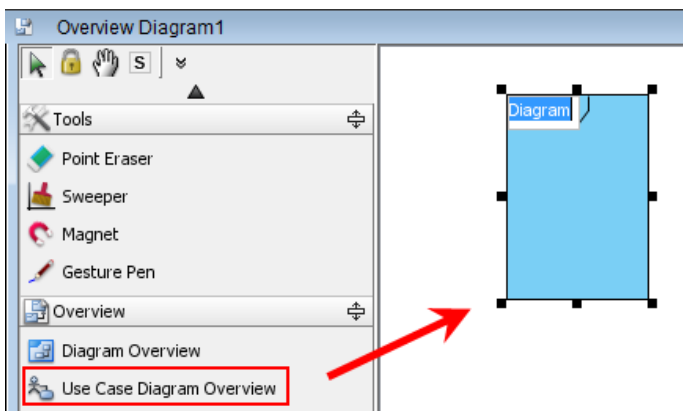 Overview Diagram1
S
Tools
Point Eraser
Sweeper
Magnet
Gesture Pen
Overview
Diagram Overview
Use Case Diagram Overview
Diagram